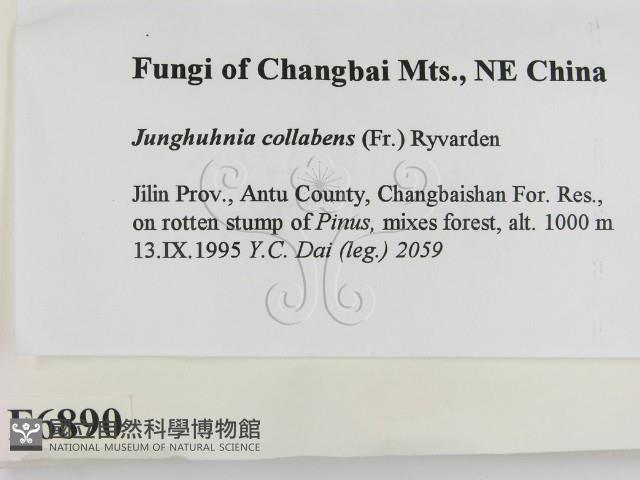 Fungi of Changbai Mts., NE China
Junghuhnia collabens (Fr.) Ryvarden
Jilin Prov., Antu County, Changbaishan For. Res.,
on rotten stump of Pinus, mixes forest, alt. 1000 m
13.IX.1995 Y.C. Dai (leg.) 2059
F6890
國立自然科學博物館
NATIONAL MUSEUM OF NATURAL SCIENCE